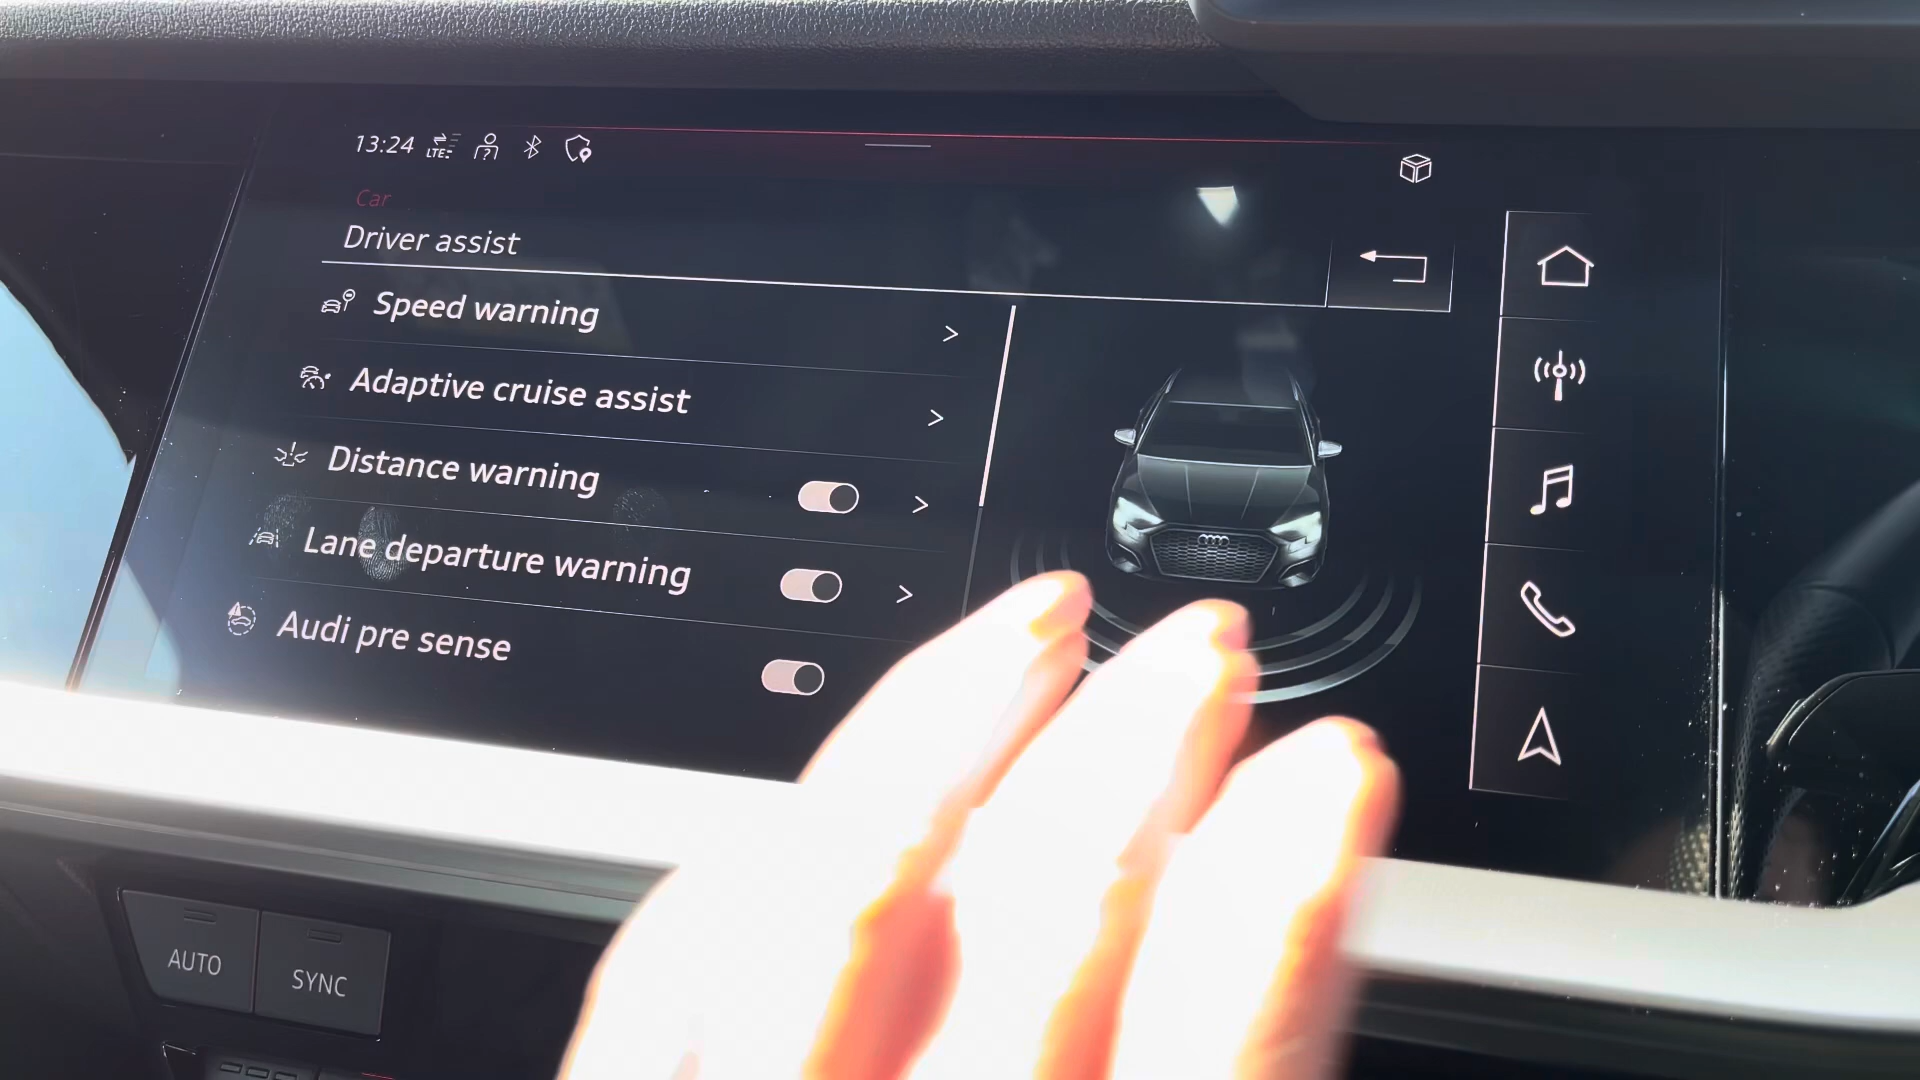 13:24 LTE
Car
Driver assist
Speed warning
Adaptive cruise assist
Distance warning
Lane departure warning
Audi pre sense
AUTO
SYNC